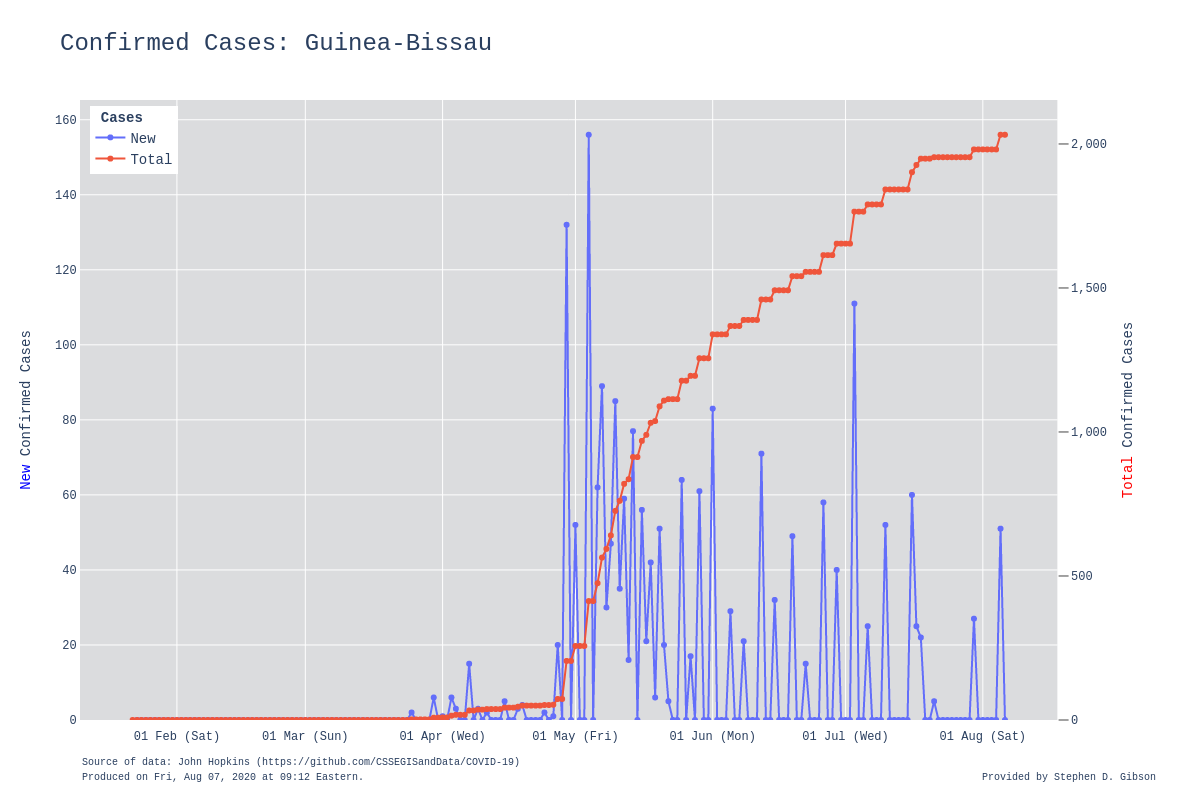 Confirmed Cases: Guinea-Bissau
Cases
New
Total
160
140
120
100
80
60
40
20
0
New Confirmed Cases
2,000
1,500
1,000
500
0
Total Confirmed Cases
01 Feb (Sat)
01 Mar (Sun)
01 Apr (Wed)
01 May (Fri)
01 Jun (Mon)
01 Jul (Wed)
01 Aug (Sat)
Source of data: John Hopkins (https://github.com/CSSEGISandData/COVID-19)
Produced on Fri, Aug 07, 2020 at 09:12 Eastern.
Provided by Stephen D. Gibson